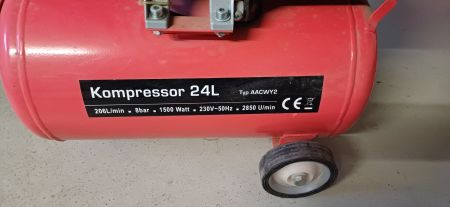 Kompressor 24L Typ AACWY2
206L/min ▪ 8bar ▪ 1500 Watt ▪ 230V~50Hz ▪ 2850 U/min
CE